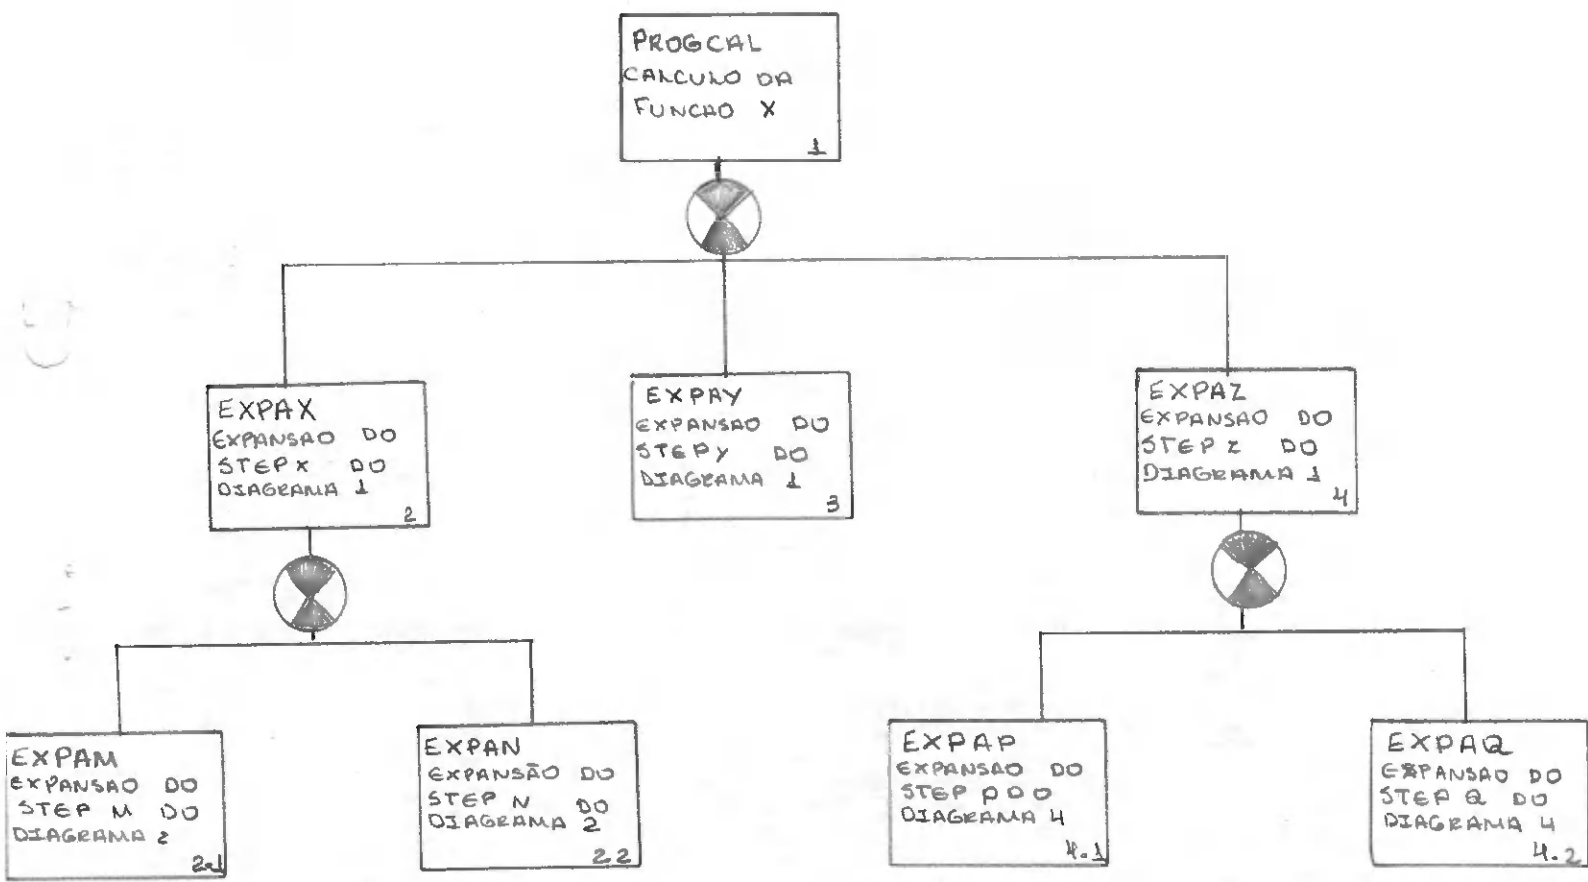 PROGCAL
CALCULO DA
FUNCAO X
1
EXPAX
EXPANSAO DO
STEP X DO
DIAGRAMA 1
2
EXPAY
EXPANSAO DO
STEP Y DO
DIAGRAMA 1
3
EXPAZ
EXPANSAO DO
STEP Z DO
DIAGRAMA 1
4
EXPAM
EXPANSAO DO
STEP M DO
DIAGRAMA 2
2.1
EXPAN
EXPANSÃO DO
STEP N DO
DIAGRAMA 2
2.2
EXPAP
EXPANSAO DO
STEP P DO
DIAGRAMA 4
4.1
EXPAQ
EXPANSAO DO
STEP Q DO
DIAGRAMA 4
4.2